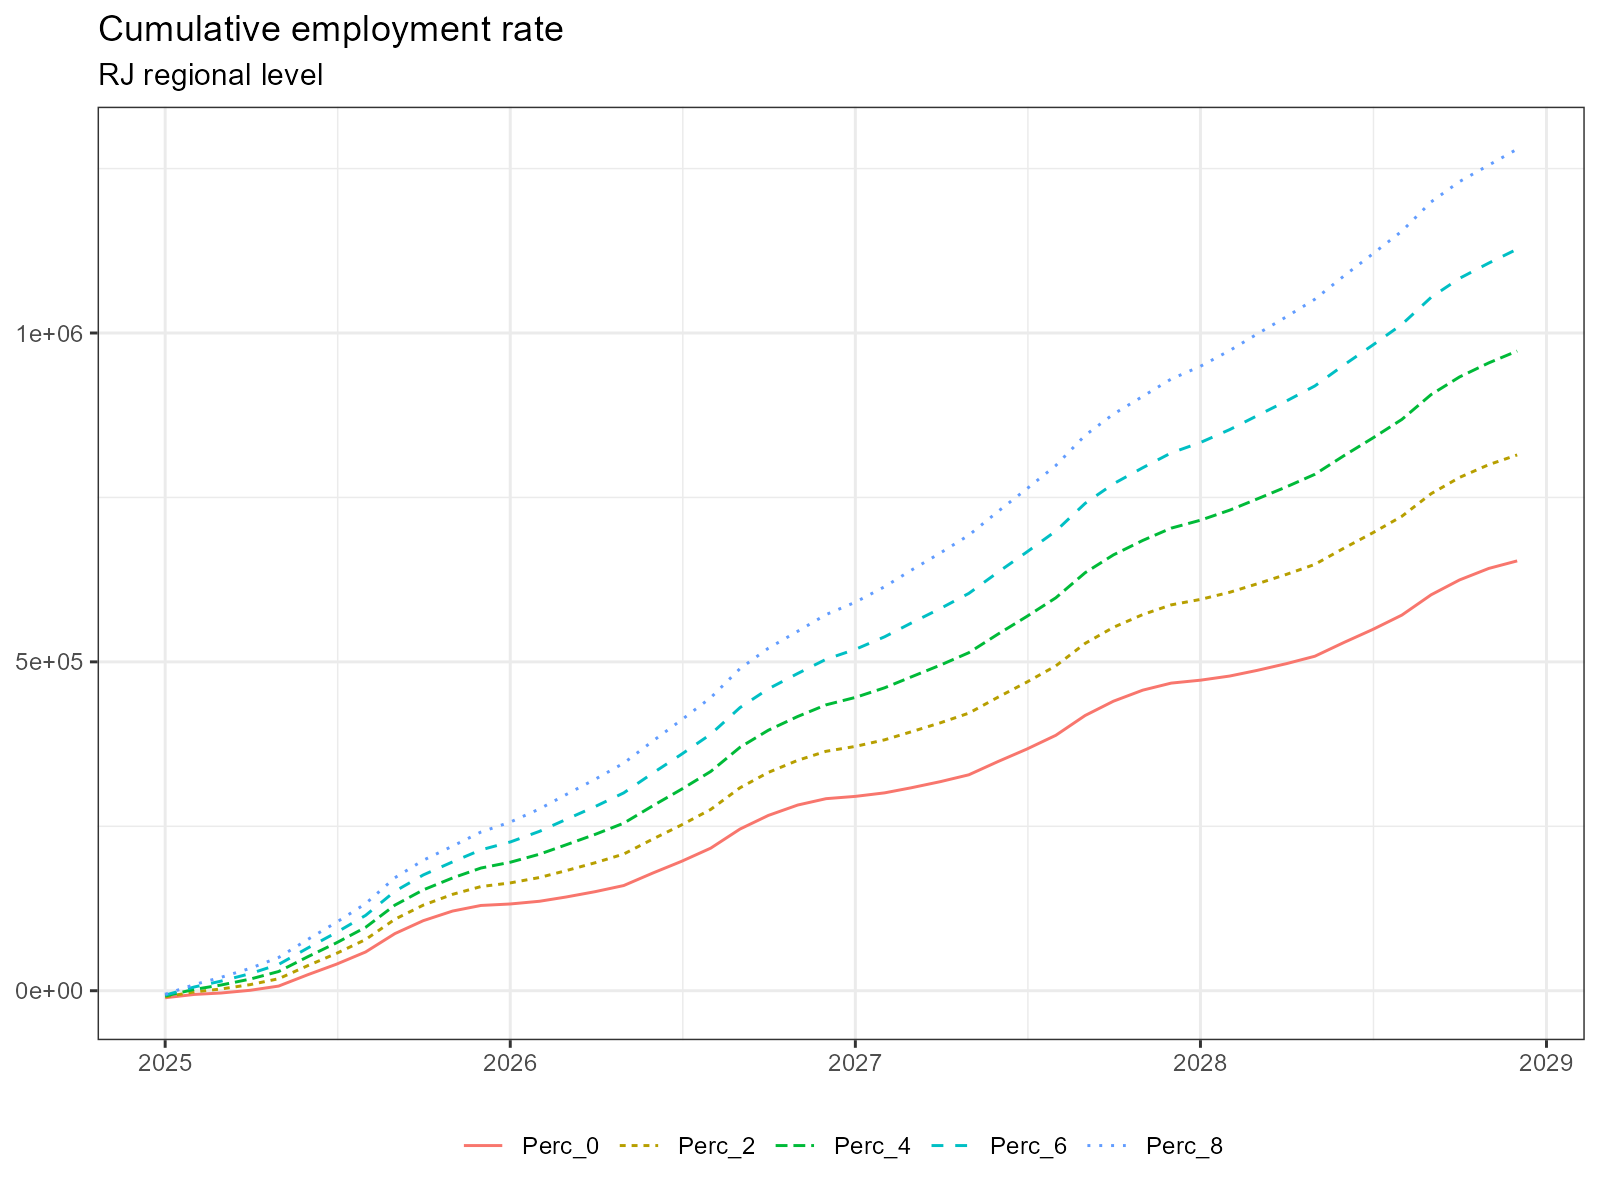 Cumulative employment rate
RJ regional level
1e+06
5e+05
0e+00
2025 2026 2027 2028 2029
Perc_0 Perc_2 Perc_4 Perc_6 Perc_8